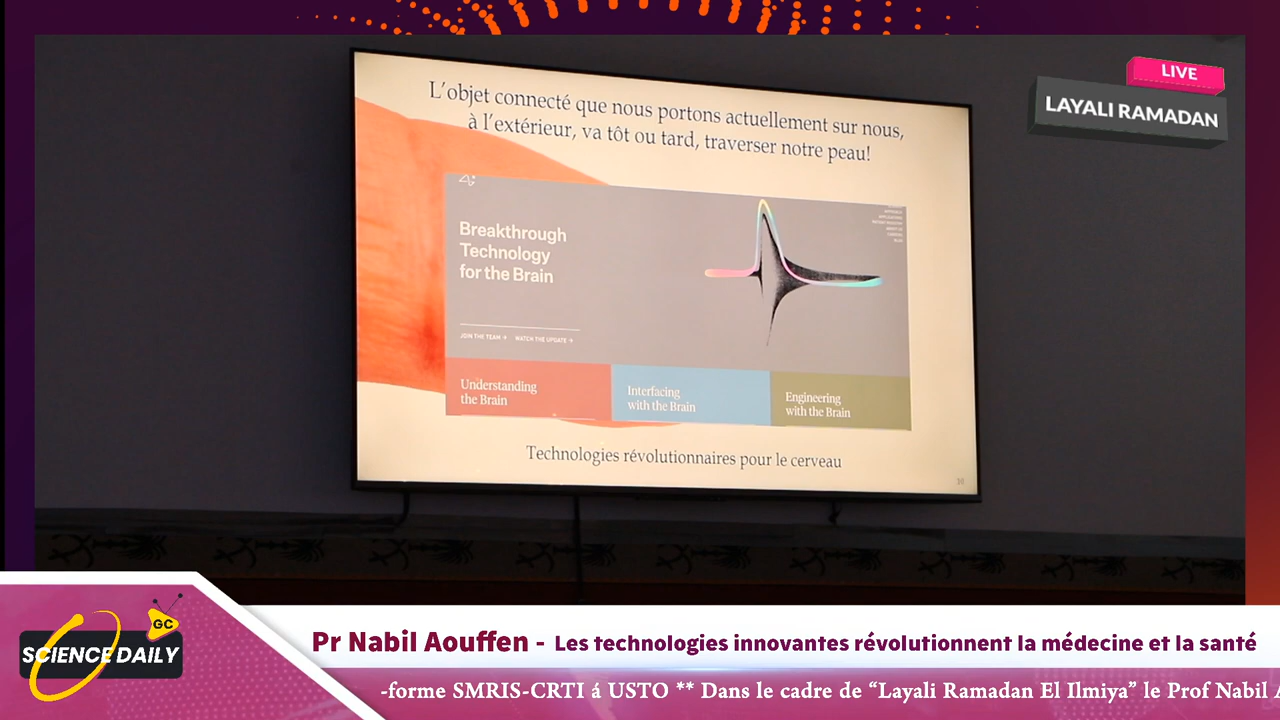 LIVE
LAYALI RAMADAN
L'objet connecté que nous portons actuellement sur nous,
à l'extérieur, va tôt ou tard, traverser notre peau!
Breakthrough
Technology
for the Brain
JOIN THE TEAM
WATCH THE UPDATE
Understanding
the Brain
Interfacing
with the Brain
Engineering
with the Brain
Technologies révolutionnaires pour le cerveau
GC
SCIENCE DAILY
Pr Nabil Aouffen - Les technologies innovantes révolutionnent la médecine et la santé
-forme SMRIS-CRTI á USTO ** Dans le cadre de “Layali Ramadan El Ilmiya” le Prof Nabil A